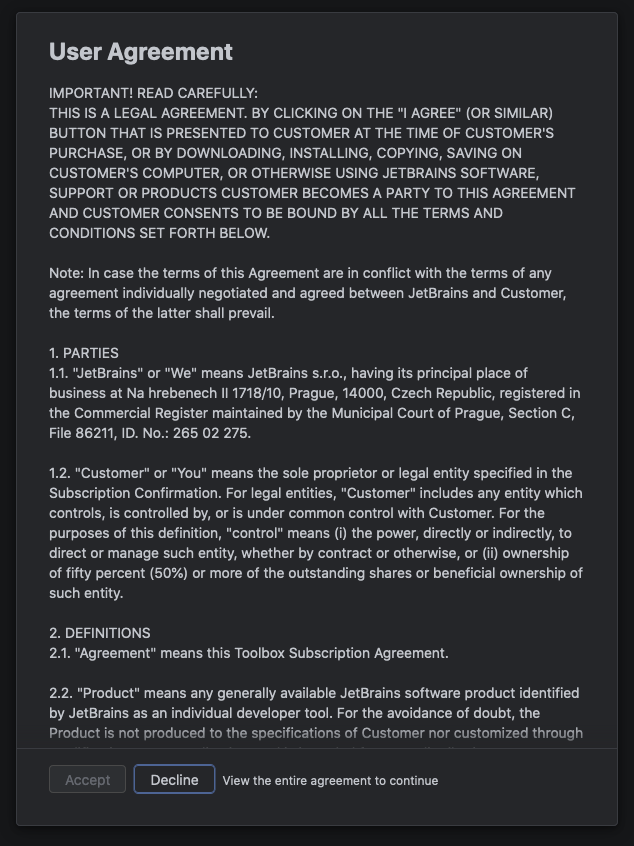 User Agreement
IMPORTANT! READ CAREFULLY:
THIS IS A LEGAL AGREEMENT. BY CLICKING ON THE "I AGREE" (OR SIMILAR)
BUTTON THAT IS PRESENTED TO CUSTOMER AT THE TIME OF CUSTOMER'S
PURCHASE, OR BY DOWNLOADING, INSTALLING, COPYING, SAVING ON
CUSTOMER'S COMPUTER, OR OTHERWISE USING JETBRAINS SOFTWARE,
SUPPORT OR PRODUCTS CUSTOMER BECOMES A PARTY TO THIS AGREEMENT
AND CUSTOMER CONSENTS TO BE BOUND BY ALL THE TERMS AND
CONDITIONS SET FORTH BELOW.
Note: In case the terms of this Agreement are in conflict with the terms of any
agreement individually negotiated and agreed between JetBrains and Customer,
the terms of the latter shall prevail.
1. PARTIES
1.1. "JetBrains" or "We" means JetBrains s.r.o., having its principal place of
business at Na hrebenech II 1718/10, Prague, 14000, Czech Republic, registered in
the Commercial Register maintained by the Municipal Court of Prague, Section C,
File 86211, ID. No.: 265 02 275.
1.2. "Customer" or "You" means the sole proprietor or legal entity specified in the
Subscription Confirmation. For legal entities, "Customer" includes any entity which
controls, is controlled by, or is under common control with Customer. For the
purposes of this definition, "control" means (i) the power, directly or indirectly, to
direct or manage such entity, whether by contract or otherwise, or (ii) ownership
of fifty percent (50%) or more of the outstanding shares or beneficial ownership of
such entity.
2. DEFINITIONS
2.1. "Agreement" means this Toolbox Subscription Agreement.
2.2. "Product" means any generally available JetBrains software product identified
by JetBrains as an individual developer tool. For the avoidance of doubt, the
Product is not produced to the specifications of Customer nor customized through
Accept Decline View the entire agreement to continue